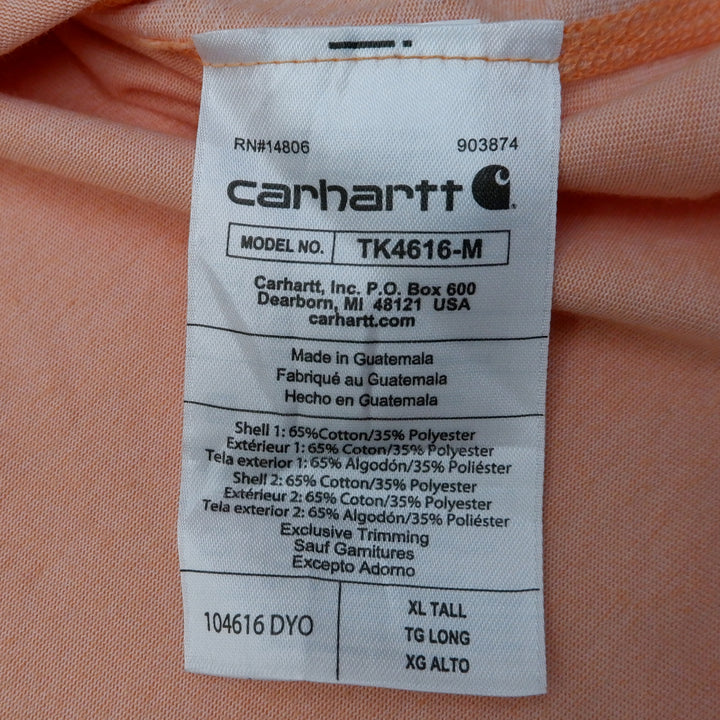 RN#14806 903874
carhartt
MODEL NO. TK4616-M
Carhartt, Inc. P.O. Box 600
Dearborn, MI 48121 USA
carhartt.com
Made in Guatemala
Fabriqué au Guatemala
Hecho en Guatemala
Shell 1: 65%Cotton/35% Polyester
Extérieur 1: 65% Coton/35% Polyester
Tela exterior 1: 65% Algodón/35% Poliéster
Shell 2: 65% Cotton/35% Polyester
Extérieur 2: 65% Coton/35% Polyester
Tela exterior 2: 65% Algodón/35% Poliéster
Exclusive Trimming
Sauf Garnitures
Excepto Adorno
104616 DYO
XL TALL
TG LONG
XG ALTO